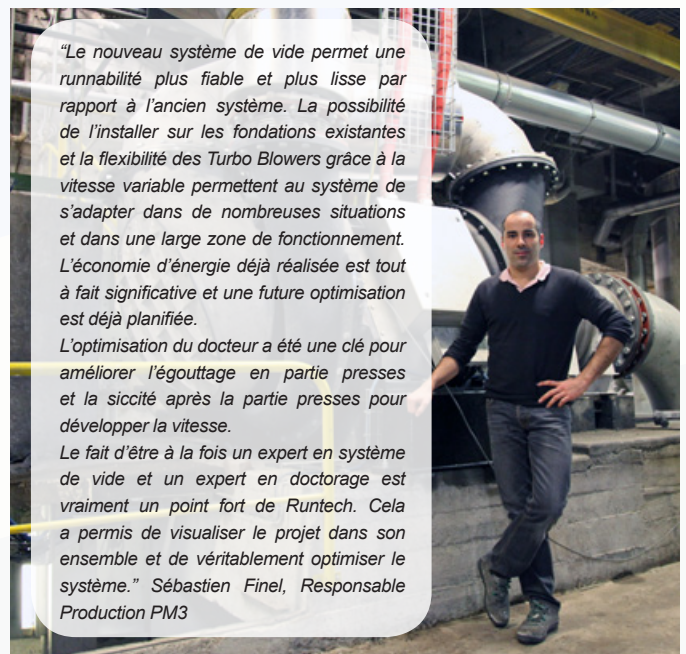 “Le nouveau système de vide permet une
runnabilité plus fiable et plus lisse par
rapport à l’ancien système. La possibilité
de l’installer sur les fondations existantes
et la flexibilité des Turbo Blowers grâce à la
vitesse variable permettent au système de
s’adapter dans de nombreuses situations
et dans une large zone de fonctionnement.
L’économie d’énergie déjà réalisée est tout
à fait significative et une future optimisation
est déjà planifiée.
L’optimisation du docteur a été une clé pour
améliorer l’égouttage en partie presses
et la siccité après la partie presses pour
développer la vitesse.
Le fait d’être à la fois un expert en système
de vide et un expert en doctorage est
vraiment un point fort de Runtech. Cela
a permis de visualiser le projet dans son
ensemble et de véritablement optimiser le
système.” Sébastien Finel, Responsable
Production PM3